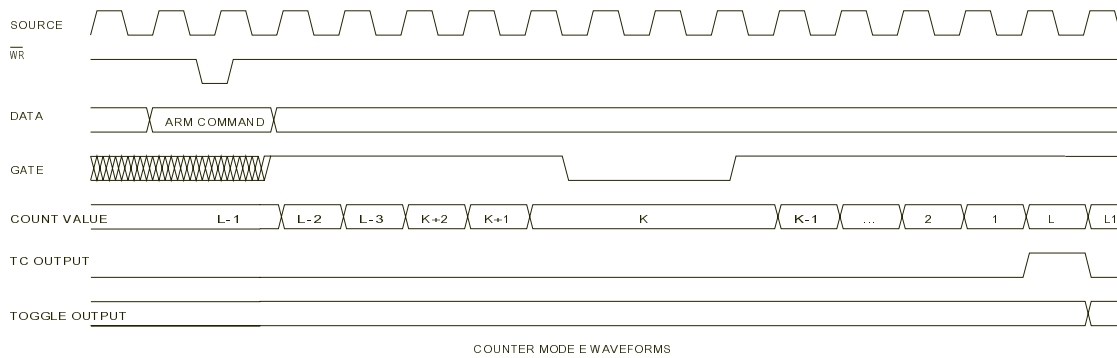 SOURCE
WR
DATA
ARM COMMAND
GATE
COUNT VALUE L-1 L-2 L-3 K+2 K+1 K K-1 ... 2 1 L L1
TC OUTPUT
TOGGLE OUTPUT
COUNTER MODE E WAVEFORMS